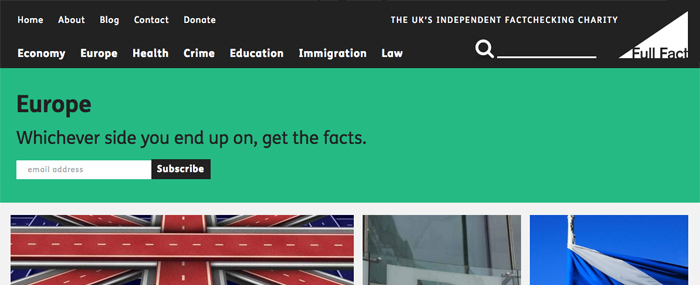 Home About Blog Contact Donate
THE UK'S INDEPENDENT FACTCHECKING CHARITY
Economy Europe Health Crime Education Immigration Law
Full Fact
Europe
Whichever side you end up on, get the facts.
email address Subscribe